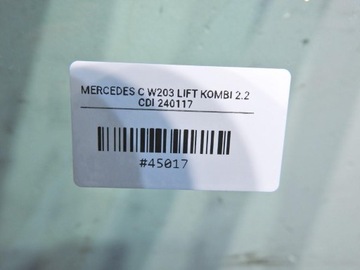 MERCEDES C W203 LIFT KOMBI 2.2
CDI 240117
#45017